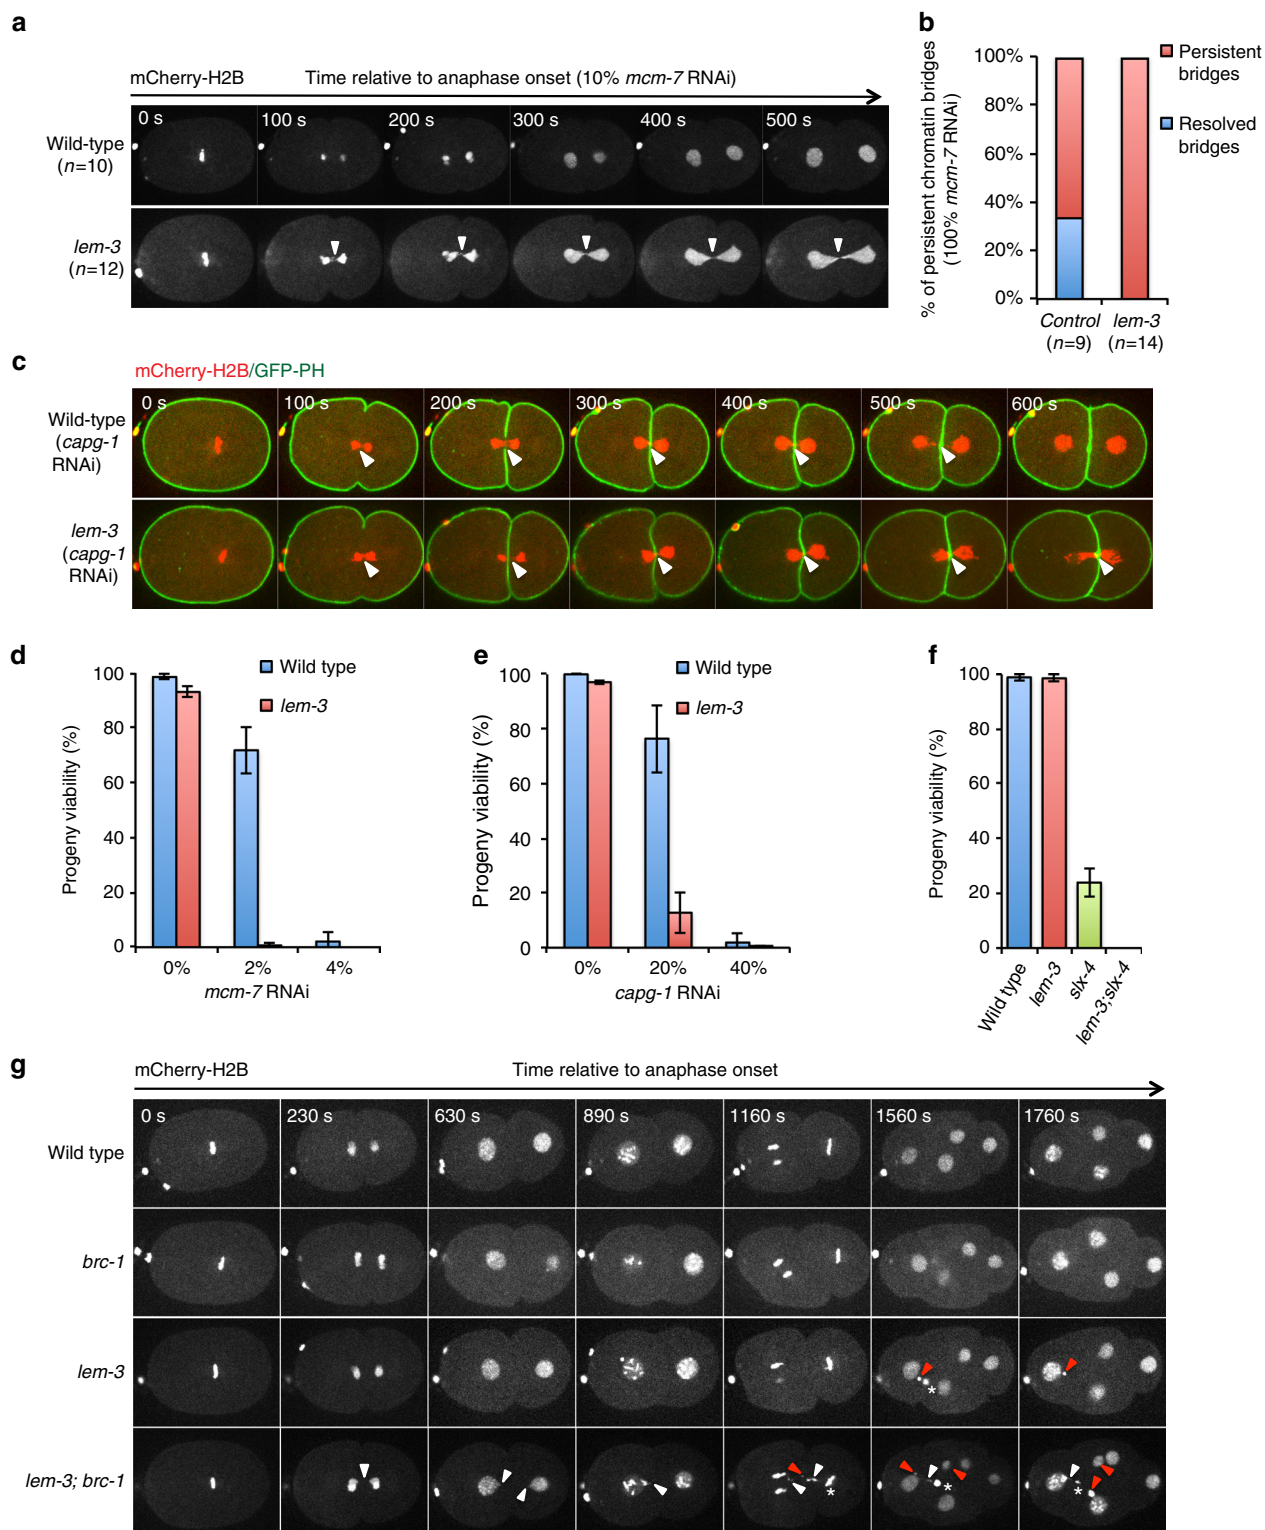 a
mCherry-H2B
Time relative to anaphase onset (10% mcm-7 RNAi)
Wild-type
(n=10)
0 s
100 s
200 s
300 s
400 s
500 s
lem-3
(n=12)
b
% of persistent chromatin bridges
(100% mcm-7 RNAi)
100%
80%
60%
40%
20%
0%
Control
(n=9)
lem-3
(n=14)
Persistent
bridges
Resolved
bridges
c
mCherry-H2B/GFP-PH
Wild-type
(capg-1
RNAi)
0 s
100 s
200 s
300 s
400 s
500 s
600 s
lem-3
(capg-1
RNAi)
d
Progeny viability (%)
100
80
60
40
20
0
0%
2%
4%
mcm-7 RNAi
Wild type
lem-3
e
Progeny viability (%)
100
80
60
40
20
0
0%
20%
40%
capg-1 RNAi
Wild type
lem-3
f
Progeny viability (%)
100
80
60
40
20
0
Wild type
lem-3
slx-4
lem-3;slx-4
g
mCherry-H2B
Time relative to anaphase onset
0 s
230 s
630 s
890 s
1160 s
1560 s
1760 s
Wild type
brc-1
lem-3
*
lem-3; brc-1
*
*
*